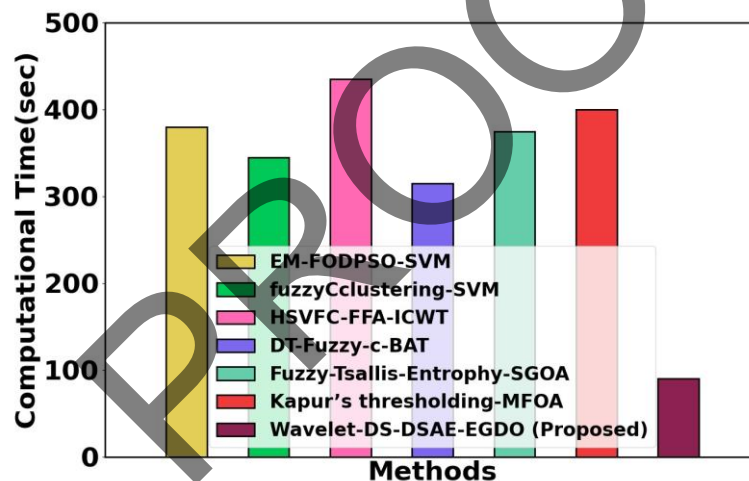 500
400
300
200
100
0
Computational Time(sec)
EM-FODPSO-SVM
fuzzyCclustering-SVM
HSVFC-FFA-ICWT
DT-Fuzzy-c-BAT
Fuzzy-Tsallis-Entrophy-SGOA
Kapur’s thresholding-MFOA
Wavelet-DS-DSAE-EGDO (Proposed)
Methods
PROO